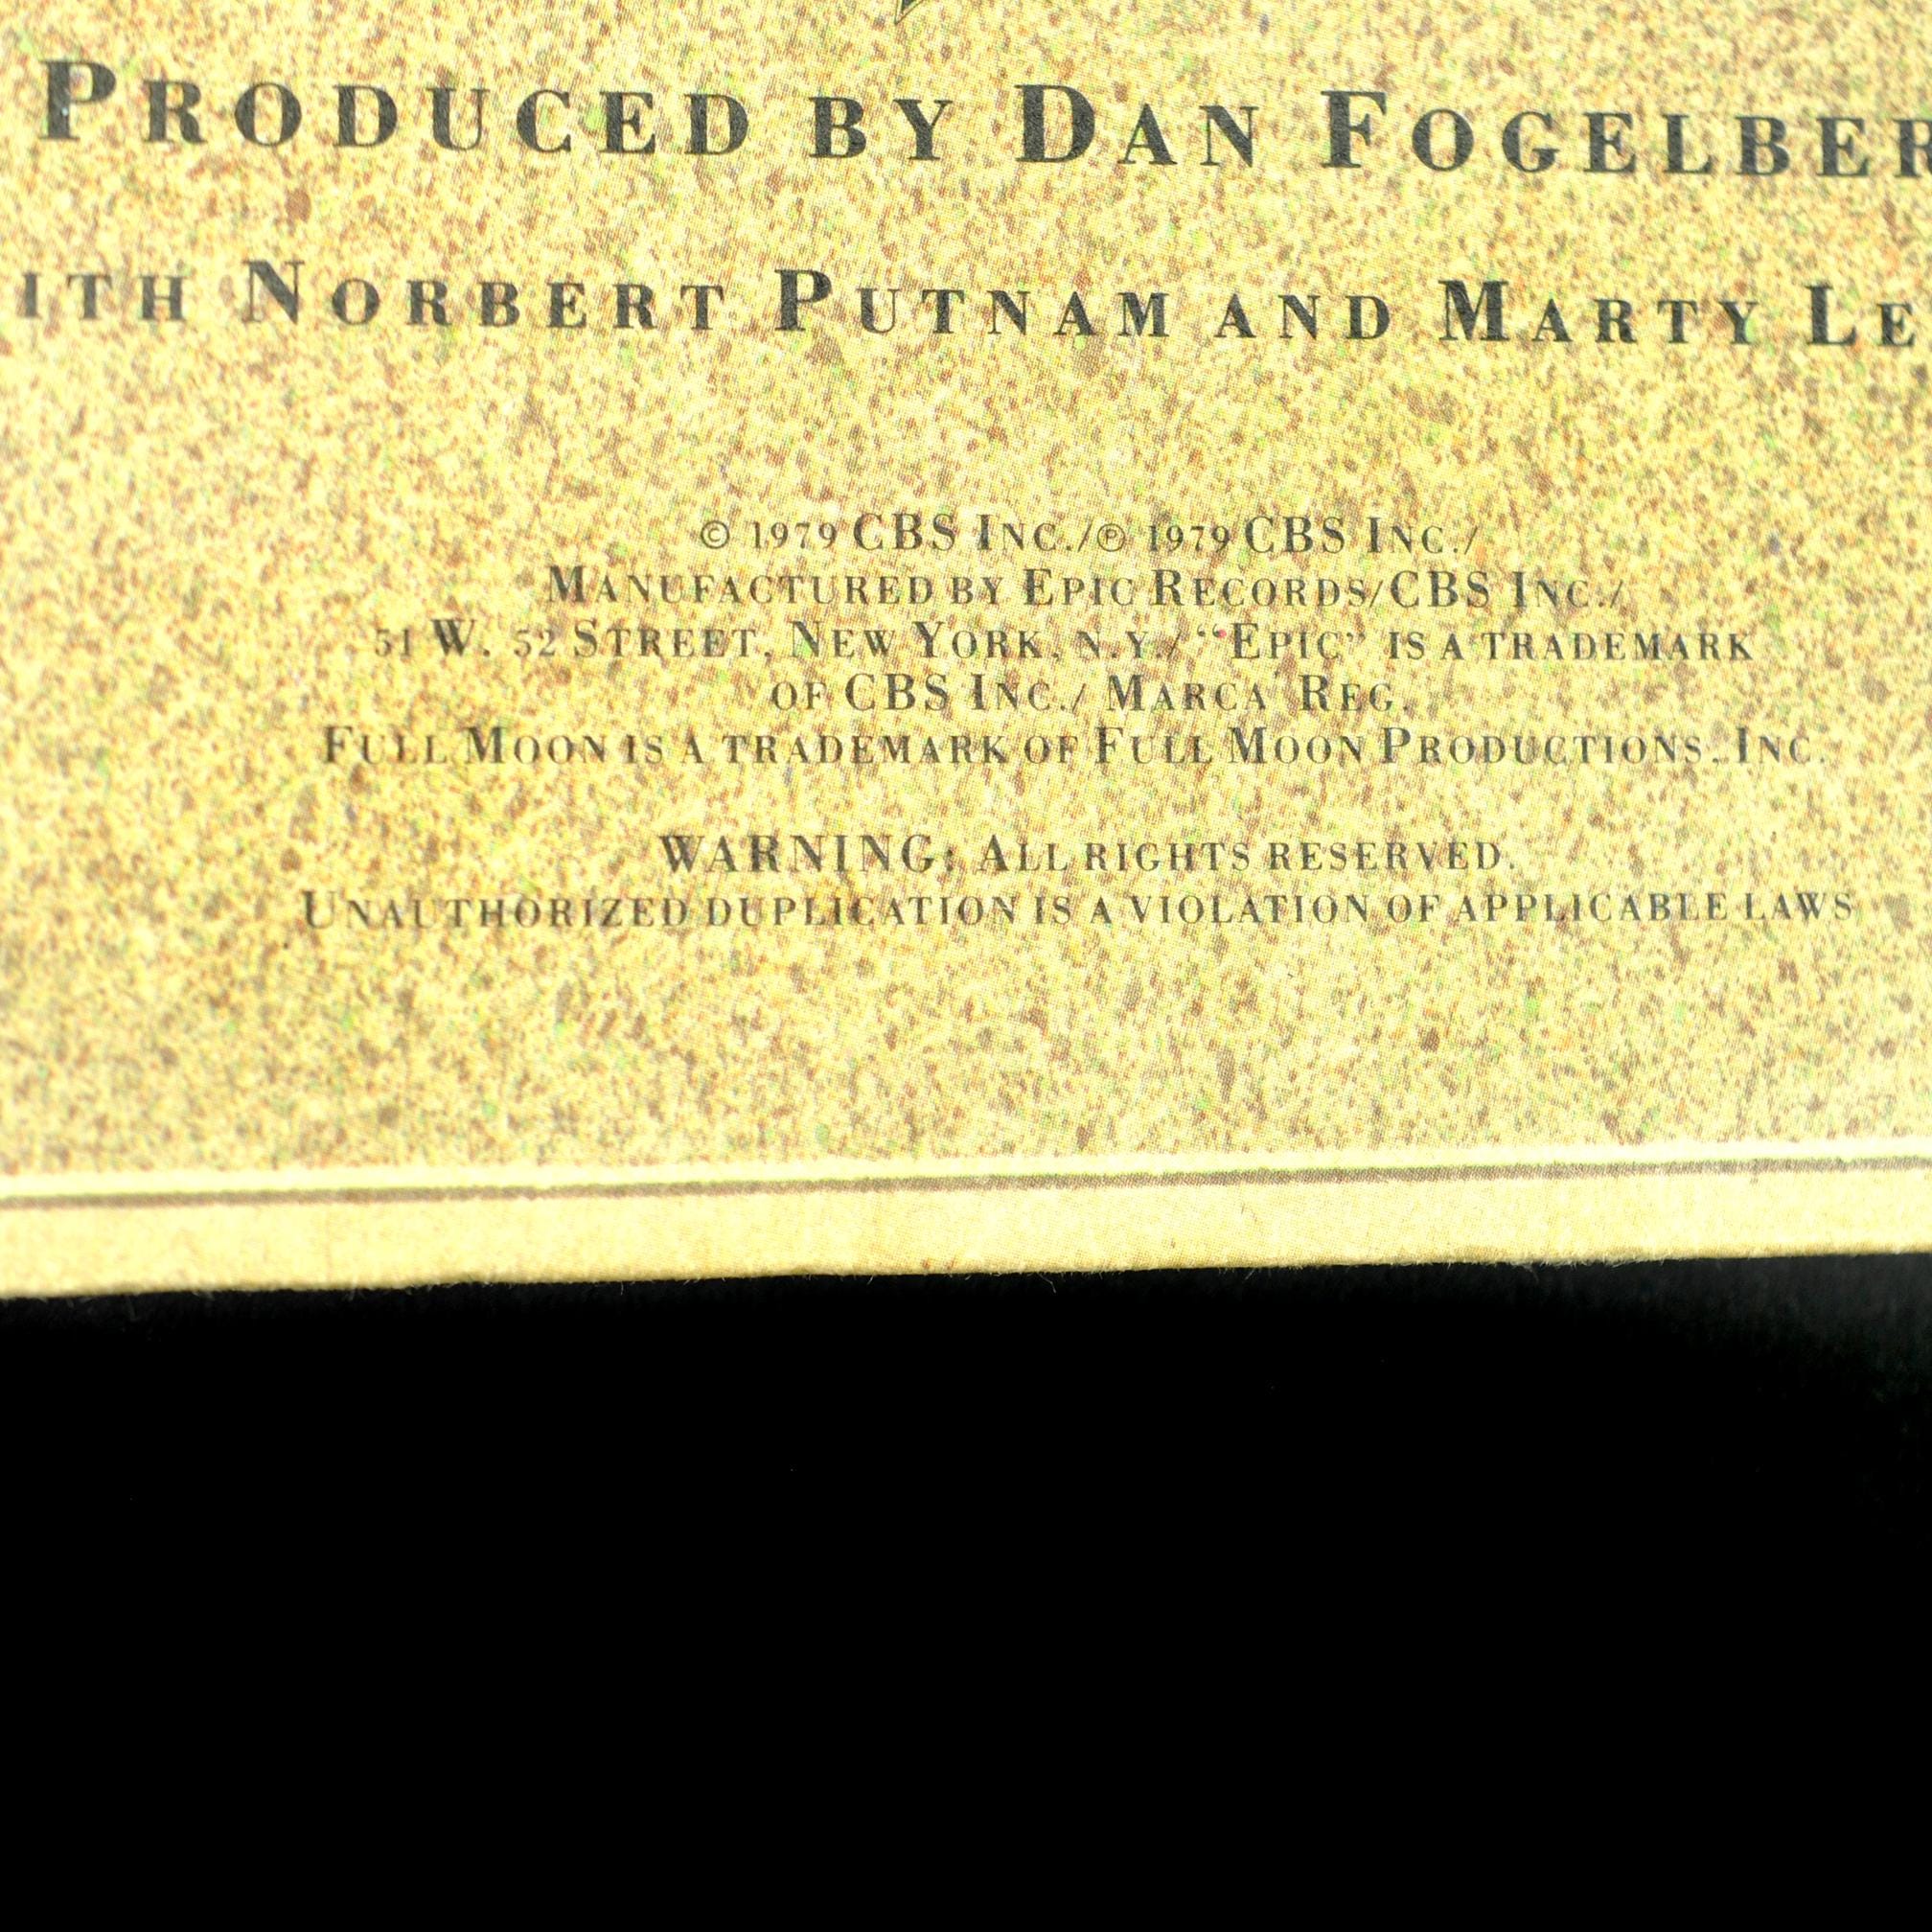 PRODUCED BY DAN FOGELBER
ITH NORBERT PUTNAM AND MARTY LE
© 1979 CBS INC./℗ 1979 CBS INC./
MANUFACTURED BY EPIC RECORDS/CBS INC./
51 W. 52 STREET, NEW YORK, N.Y./“EPIC” IS A TRADEMARK
OF CBS INC./ MARCA REG.
FULL MOON IS A TRADEMARK OF FULL MOON PRODUCTIONS, INC.
WARNING: ALL RIGHTS RESERVED.
UNAUTHORIZED DUPLICATION IS A VIOLATION OF APPLICABLE LAWS